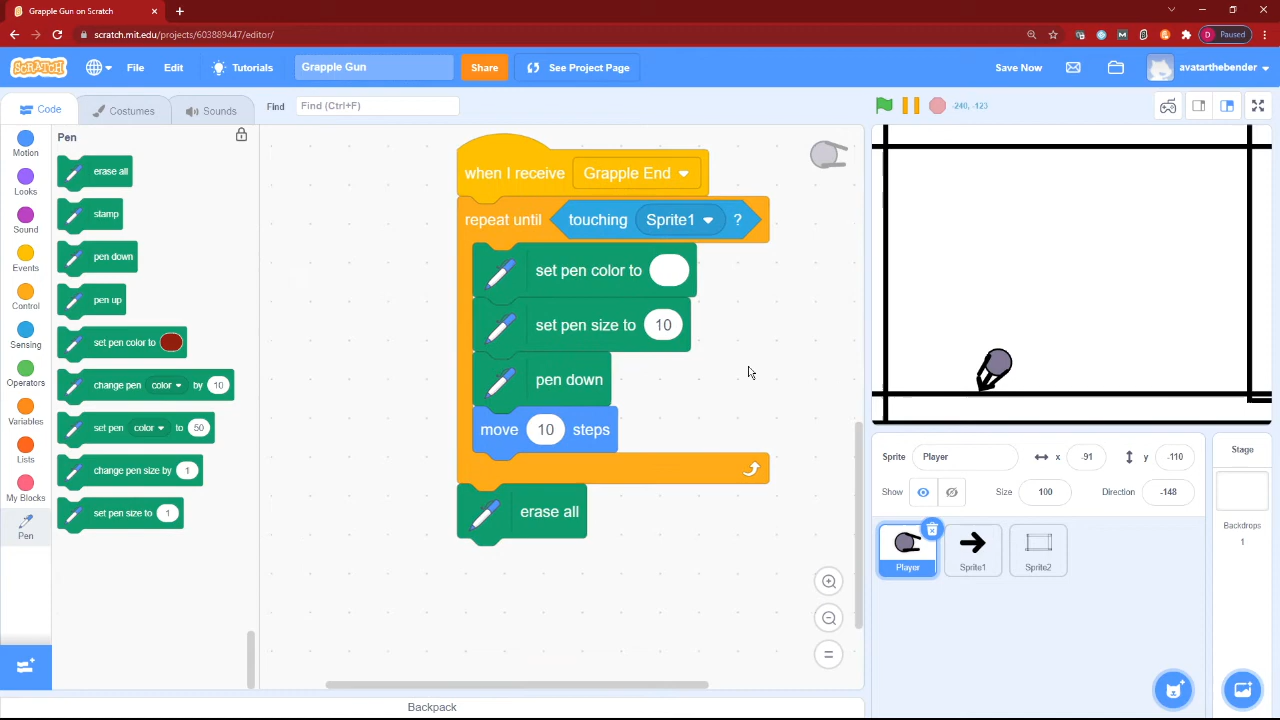 Grapple Gun on Scratch
scratch.mit.edu/projects/603889447/editor/
Paused
SCRATCH
File
Edit
Tutorials
Grapple Gun
Share
See Project Page
Save Now
avatarthebender
Code
Costumes
Sounds
Find
Find (Ctrl+F)
-240, -123
Motion
Looks
Sound
Events
Control
Sensing
Operators
Variables
Lists
My Blocks
Pen
Pen
erase all
stamp
pen down
pen up
set pen color to
change pen color by 10
set pen color to 50
change pen size by 1
set pen size to 1
when I receive Grapple End
repeat until touching Sprite1 ?
set pen color to
set pen size to 10
pen down
move 10 steps
erase all
Backpack
Sprite Player x -91 y -110
Show Size 100 Direction -148
Player
Sprite1
Sprite2
Stage
Backdrops
1